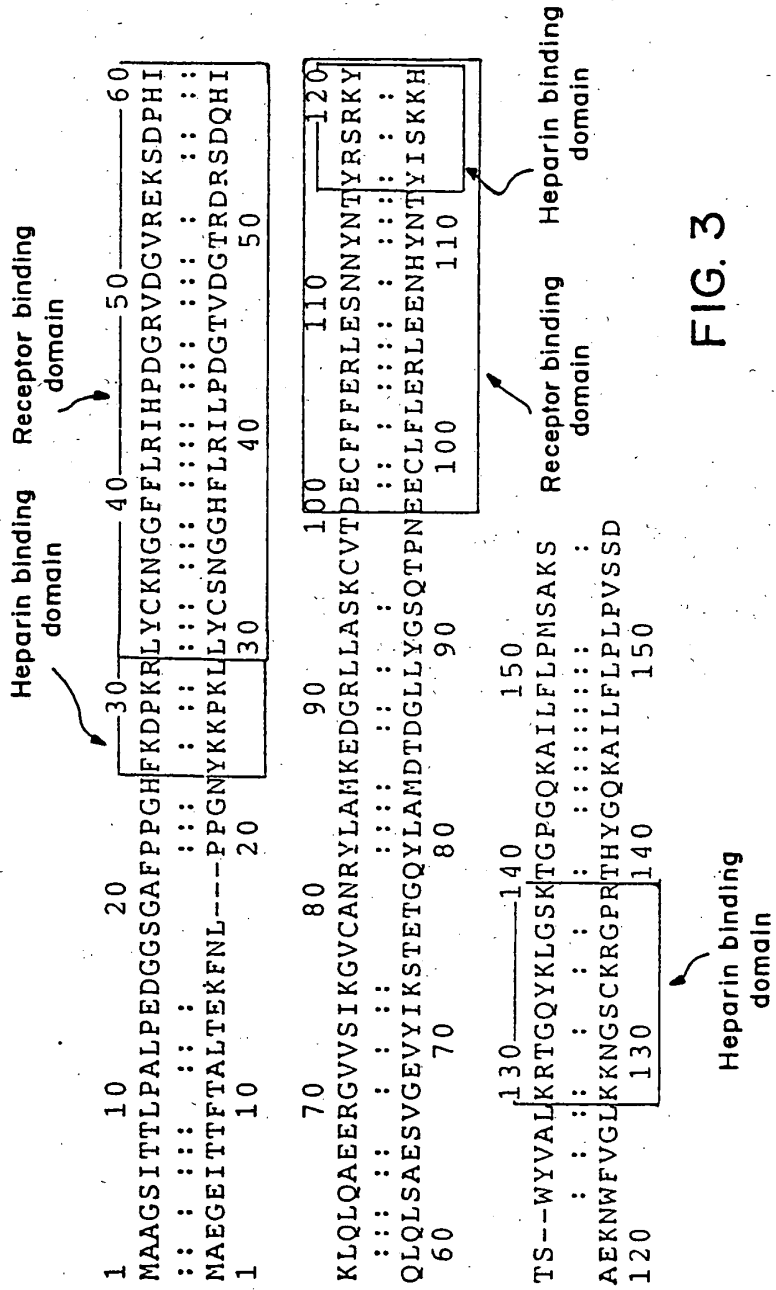 Heparin binding
domain
Receptor binding
domain
1 10 20 30 40 50 60
MAAGSITTLPALPEDGGSGAFPPGHFKDPKRLYCKNGGFFLRIHPDGRVDGVREKSDPHI
:: : ::: :: : ::: : :: ::: ::: :::: ::: ::: : :: ::
MAEGEITTFTALTEKFNL---PPGNYKKPKLLYCSNGGHFLRILPDGTVDGTRDRSDQHI
1 10 20 30 40 50
70 80 90 100 110 120
KLQLQAEERGVVSIKGVCANRYLAMKEDGRLLASKCVTDECFFFERLESNNYNTYRSRKY
::: :: : : :: :::: :: : : :: : :::: : :::: : :
QLQLSAESVGEVYIKSTETGQYLAMDTDGLLYGSQTPNEECLFLERLEENHYNTYISKKH
60 70 80 90 100 110
Receptor binding
domain
Heparin binding
domain
130 140 150
TS--WYVALKRTGQYKLGSKTGPGQKAILFLPMSAKS
: : :: : : : : ::::::::: :
AEKNWFVGLKKNGSCKRGPRTHYGQKAILFLPLPVSSD
120 130 140 150
Heparin binding
domain
FIG. 3